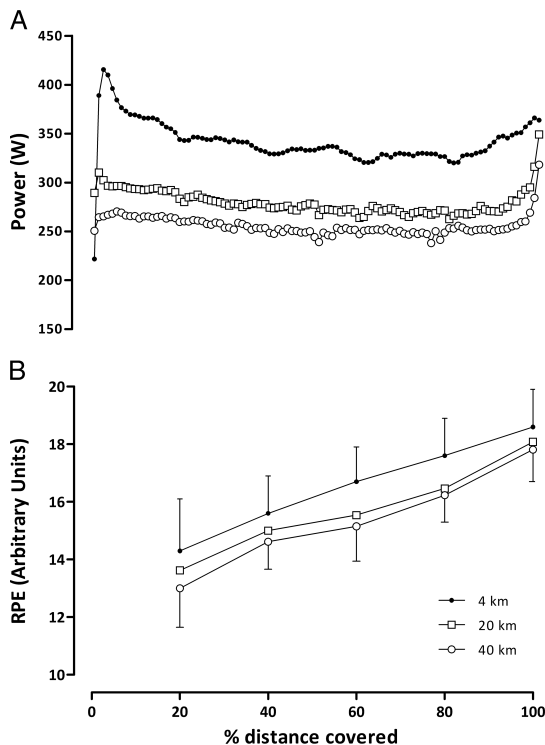 A
450
400
350
300
250
200
150
Power (W)
B
20
18
16
14
12
10
RPE (Arbitrary Units)
4 km
20 km
40 km
0 20 40 60 80 100
% distance covered